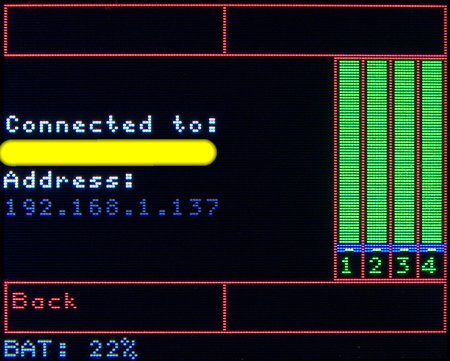 Connected to:
Address:
192.168.1.137
1 2 3 4
Back
BAT: 22%